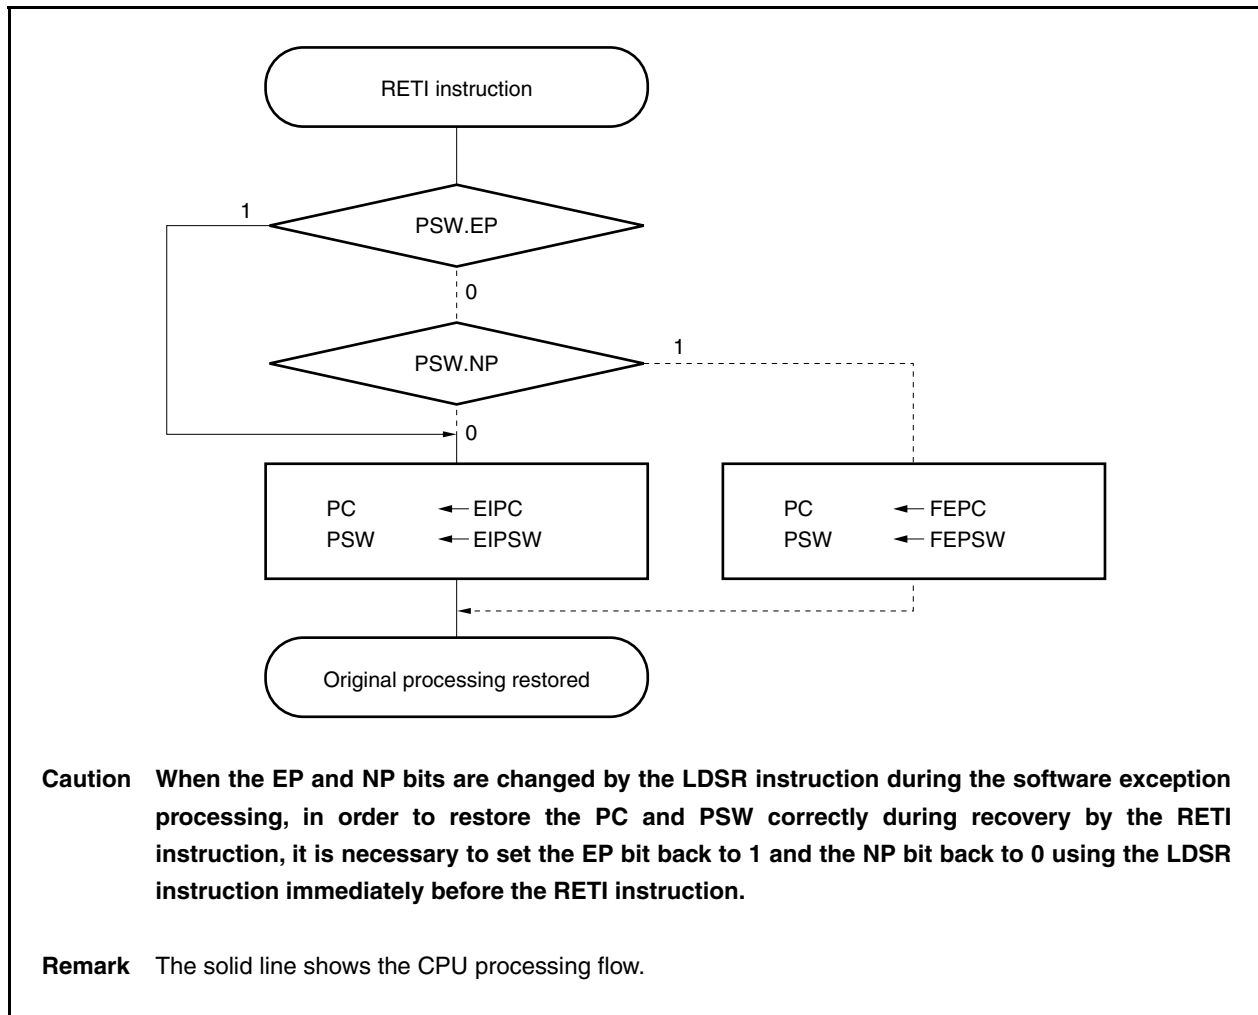 RETI instruction
1
PSW.EP
0
PSW.NP
1
0
PC ← EIPC
PSW ← EIPSW
PC ← FEPC
PSW ← FEPSW
Original processing restored
Caution When the EP and NP bits are changed by the LDSR instruction during the software exception
processing, in order to restore the PC and PSW correctly during recovery by the RETI
instruction, it is necessary to set the EP bit back to 1 and the NP bit back to 0 using the LDSR
instruction immediately before the RETI instruction.
Remark The solid line shows the CPU processing flow.